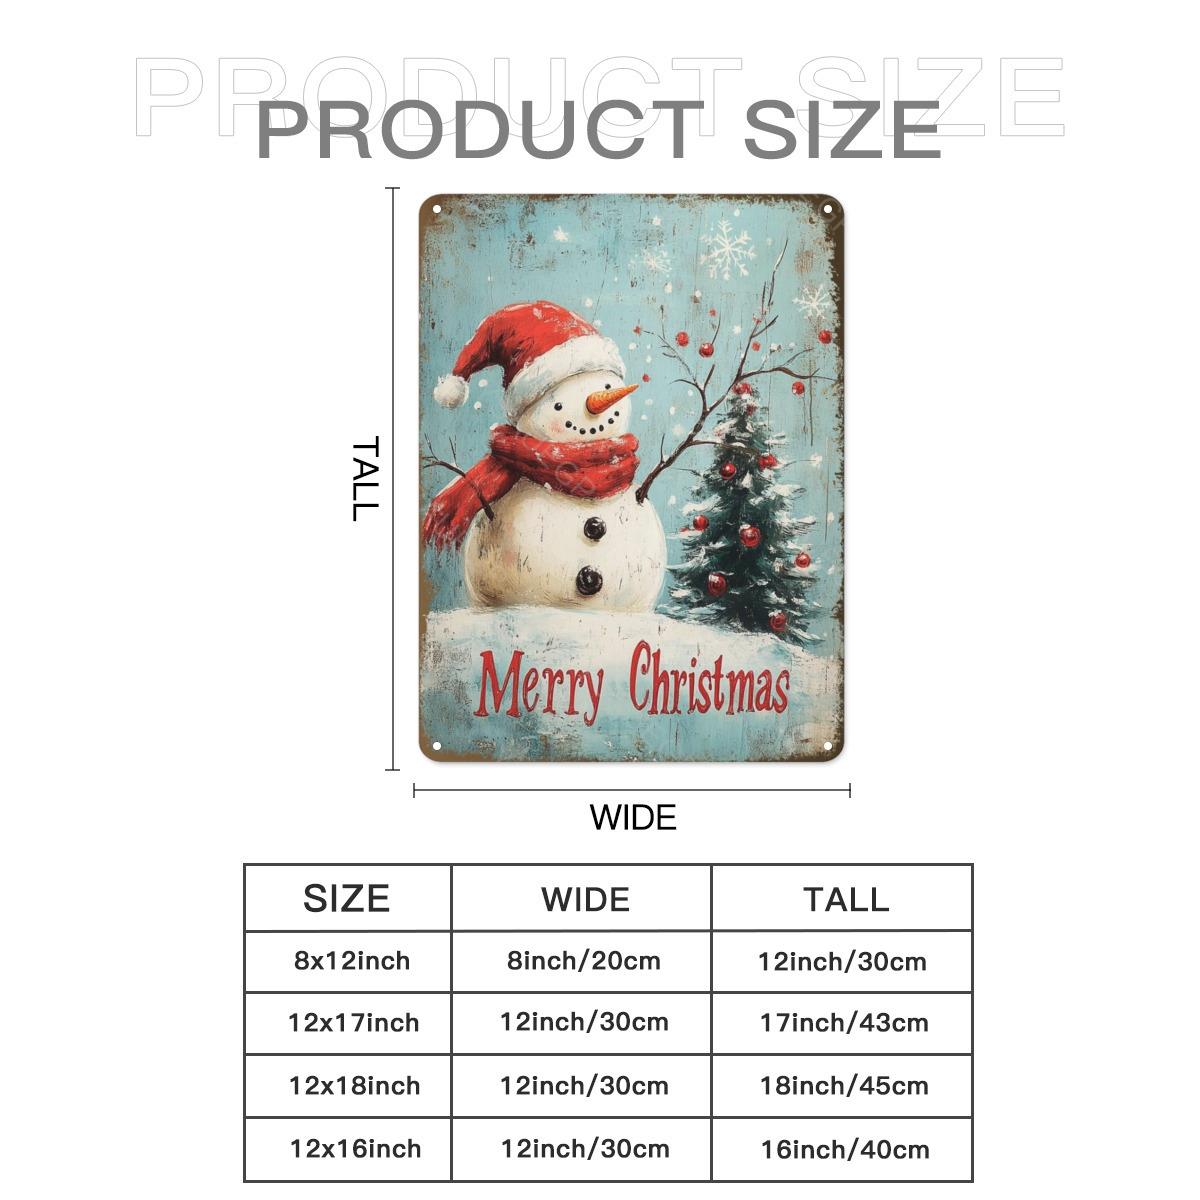 PRODUCT SIZE
PRODUCT SIZE
TALL
Merry Christmas
WIDE
SIZE WIDE TALL
8x12inch 8inch/20cm 12inch/30cm
12x17inch 12inch/30cm 17inch/43cm
12x18inch 12inch/30cm 18inch/45cm
12x16inch 12inch/30cm 16inch/40cm